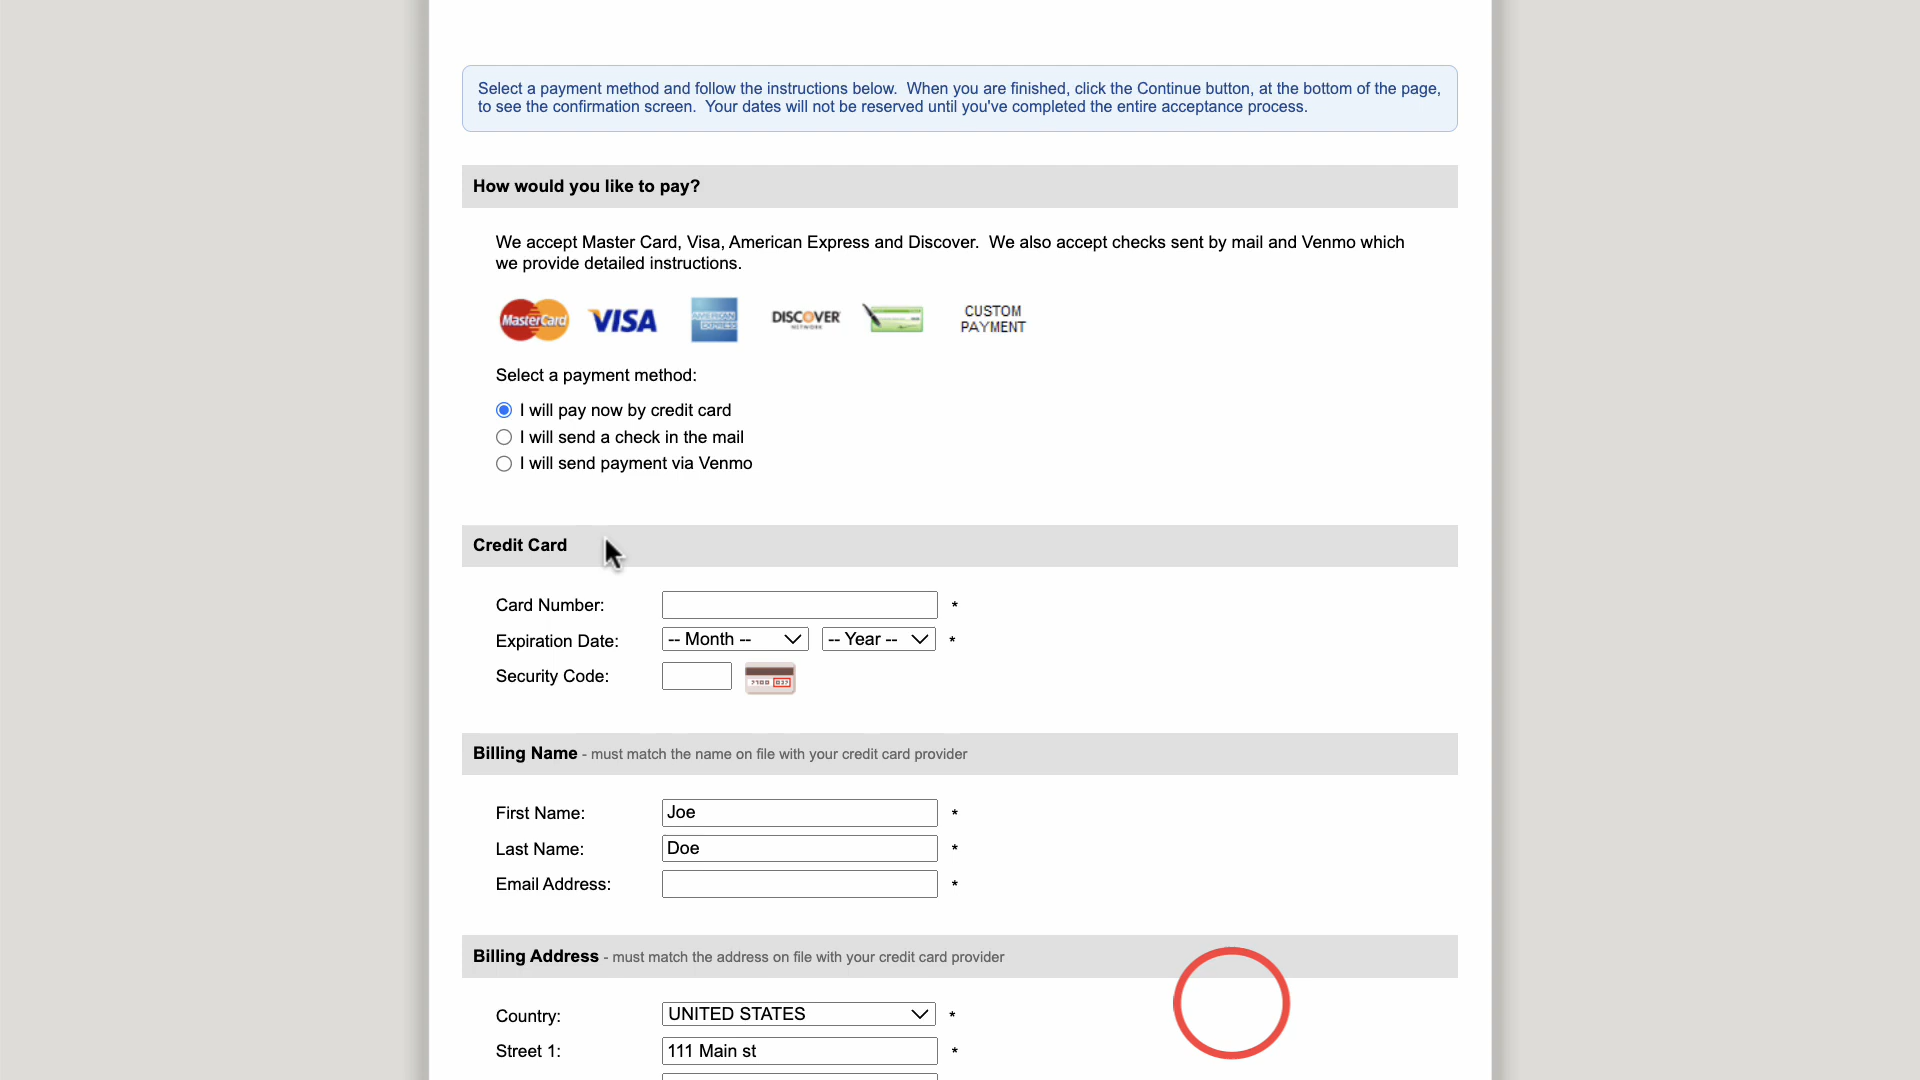 Select a payment method and follow the instructions below.  When you are finished, click the Continue button, at the bottom of the page,
to see the confirmation screen.  Your dates will not be reserved until you've completed the entire acceptance process.
How would you like to pay?
We accept Master Card, Visa, American Express and Discover.  We also accept checks sent by mail and Venmo which
we provide detailed instructions.
MasterCard VISA AMERICAN EXPRESS DISCOVER NETWORK CUSTOM PAYMENT
Select a payment method:
I will pay now by credit card
I will send a check in the mail
I will send payment via Venmo
Credit Card
Card Number: *
Expiration Date: -- Month -- -- Year -- *
Security Code:
Billing Name - must match the name on file with your credit card provider
First Name: Joe *
Last Name: Doe *
Email Address: *
Billing Address - must match the address on file with your credit card provider
Country: UNITED STATES *
Street 1: 111 Main st *